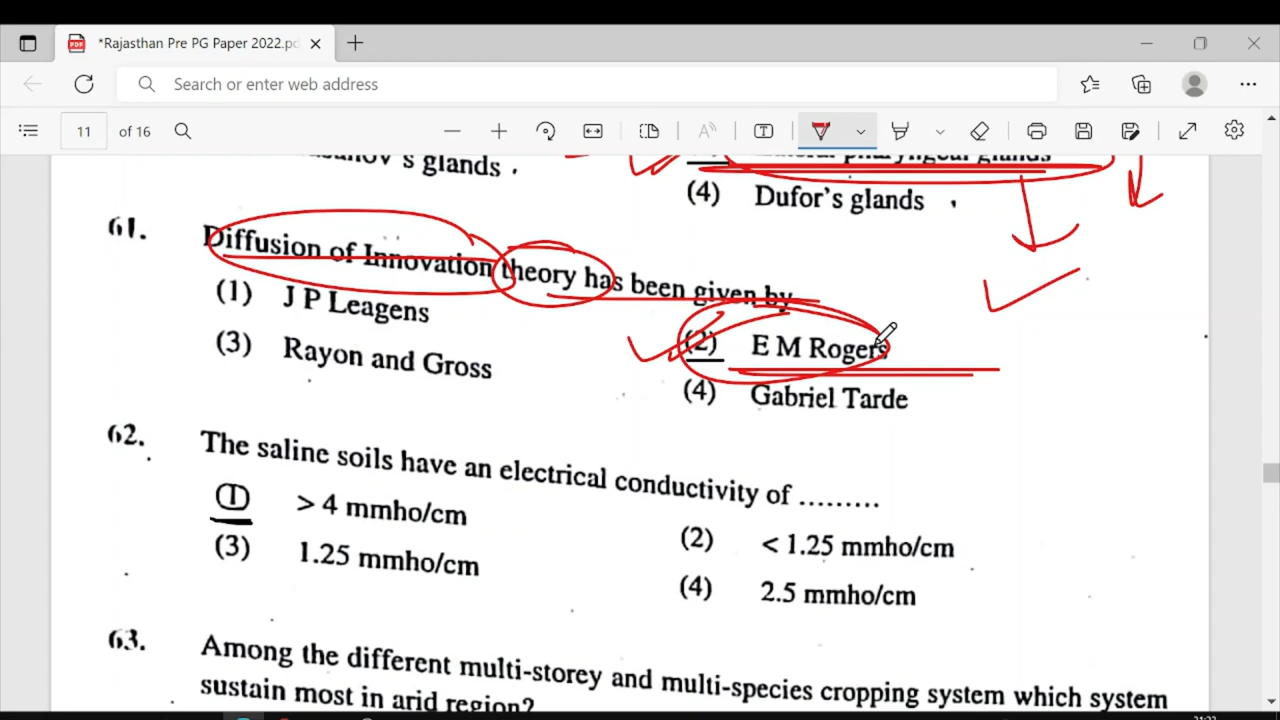 *Rajasthan Pre PG Paper 2022.pd
Search or enter web address
11 of 16
's glands .
pharyngeal glands
(4) Dufor's glands
61. Diffusion of Innovation theory has been given by
(1) J P Leagens
(2) E M Rogers
(3) Rayon and Gross
(4) Gabriel Tarde
62. The saline soils have an electrical conductivity of .........
(1) > 4 mmho/cm
(2) < 1.25 mmho/cm
(3) 1.25 mmho/cm
(4) 2.5 mmho/cm
63. Among the different multi-storey and multi-species cropping system which system
sustain most in arid region?